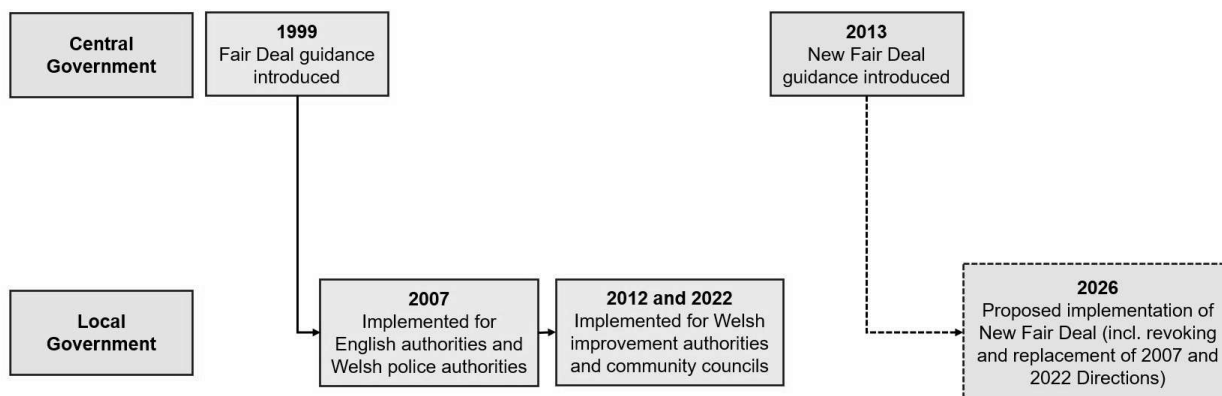 Central
Government
1999
Fair Deal guidance
introduced
2013
New Fair Deal
guidance introduced
Local
Government
2007
Implemented for
English authorities and
Welsh police authorities
2012 and 2022
Implemented for Welsh
improvement authorities
and community councils
2026
Proposed implementation of
New Fair Deal (incl. revoking
and replacement of 2007 and
2022 Directions)